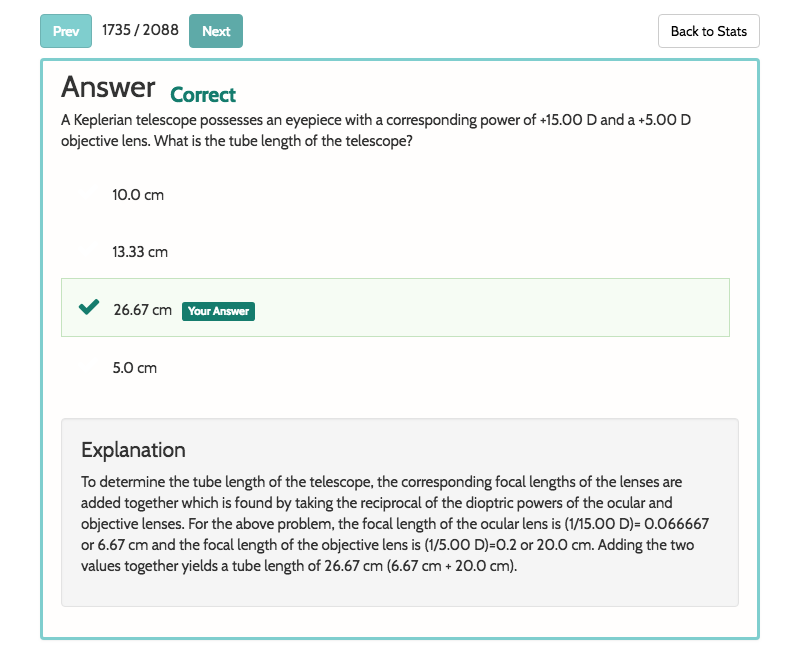 Prev 1735 / 2088 Next Back to Stats
Answer Correct
A Keplerian telescope possesses an eyepiece with a corresponding power of +15.00 D and a +5.00 D
objective lens. What is the tube length of the telescope?
10.0 cm
13.33 cm
26.67 cm Your Answer
5.0 cm
Explanation
To determine the tube length of the telescope, the corresponding focal lengths of the lenses are
added together which is found by taking the reciprocal of the dioptric powers of the ocular and
objective lenses. For the above problem, the focal length of the ocular lens is (1/15.00 D)= 0.066667
or 6.67 cm and the focal length of the objective lens is (1/5.00 D)=0.2 or 20.0 cm. Adding the two
values together yields a tube length of 26.67 cm (6.67 cm + 20.0 cm).